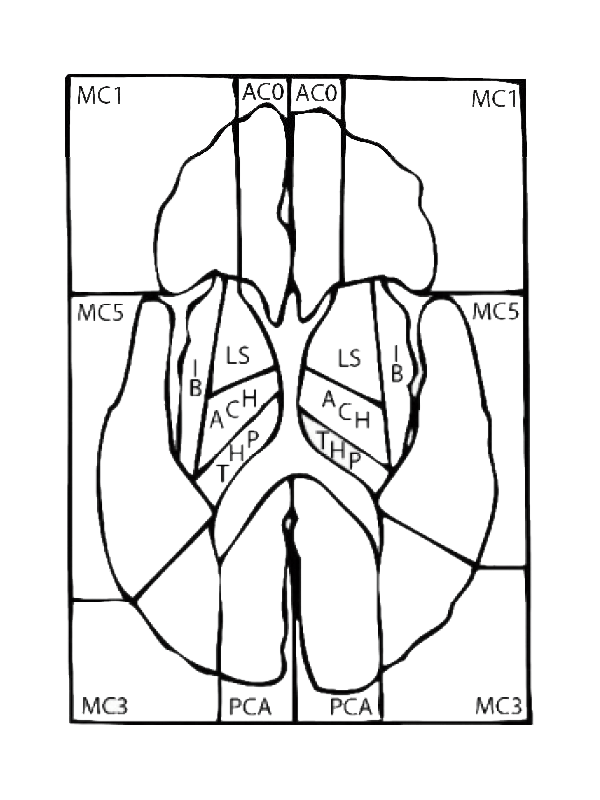 MC1 AC0 AC0 MC1
MC5 MC5
LS LS
IB IB
ACH ACH
THP THP
MC3 PCA PCA MC3